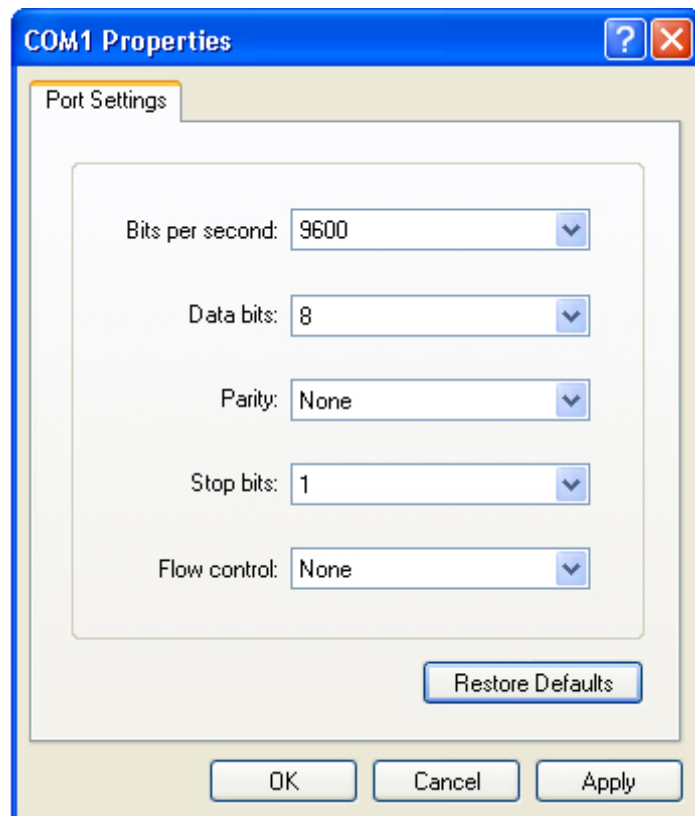 COM1 Properties
?
Port Settings
Bits per second: 9600
Data bits: 8
Parity: None
Stop bits: 1
Flow control: None
Restore Defaults
OK Cancel Apply